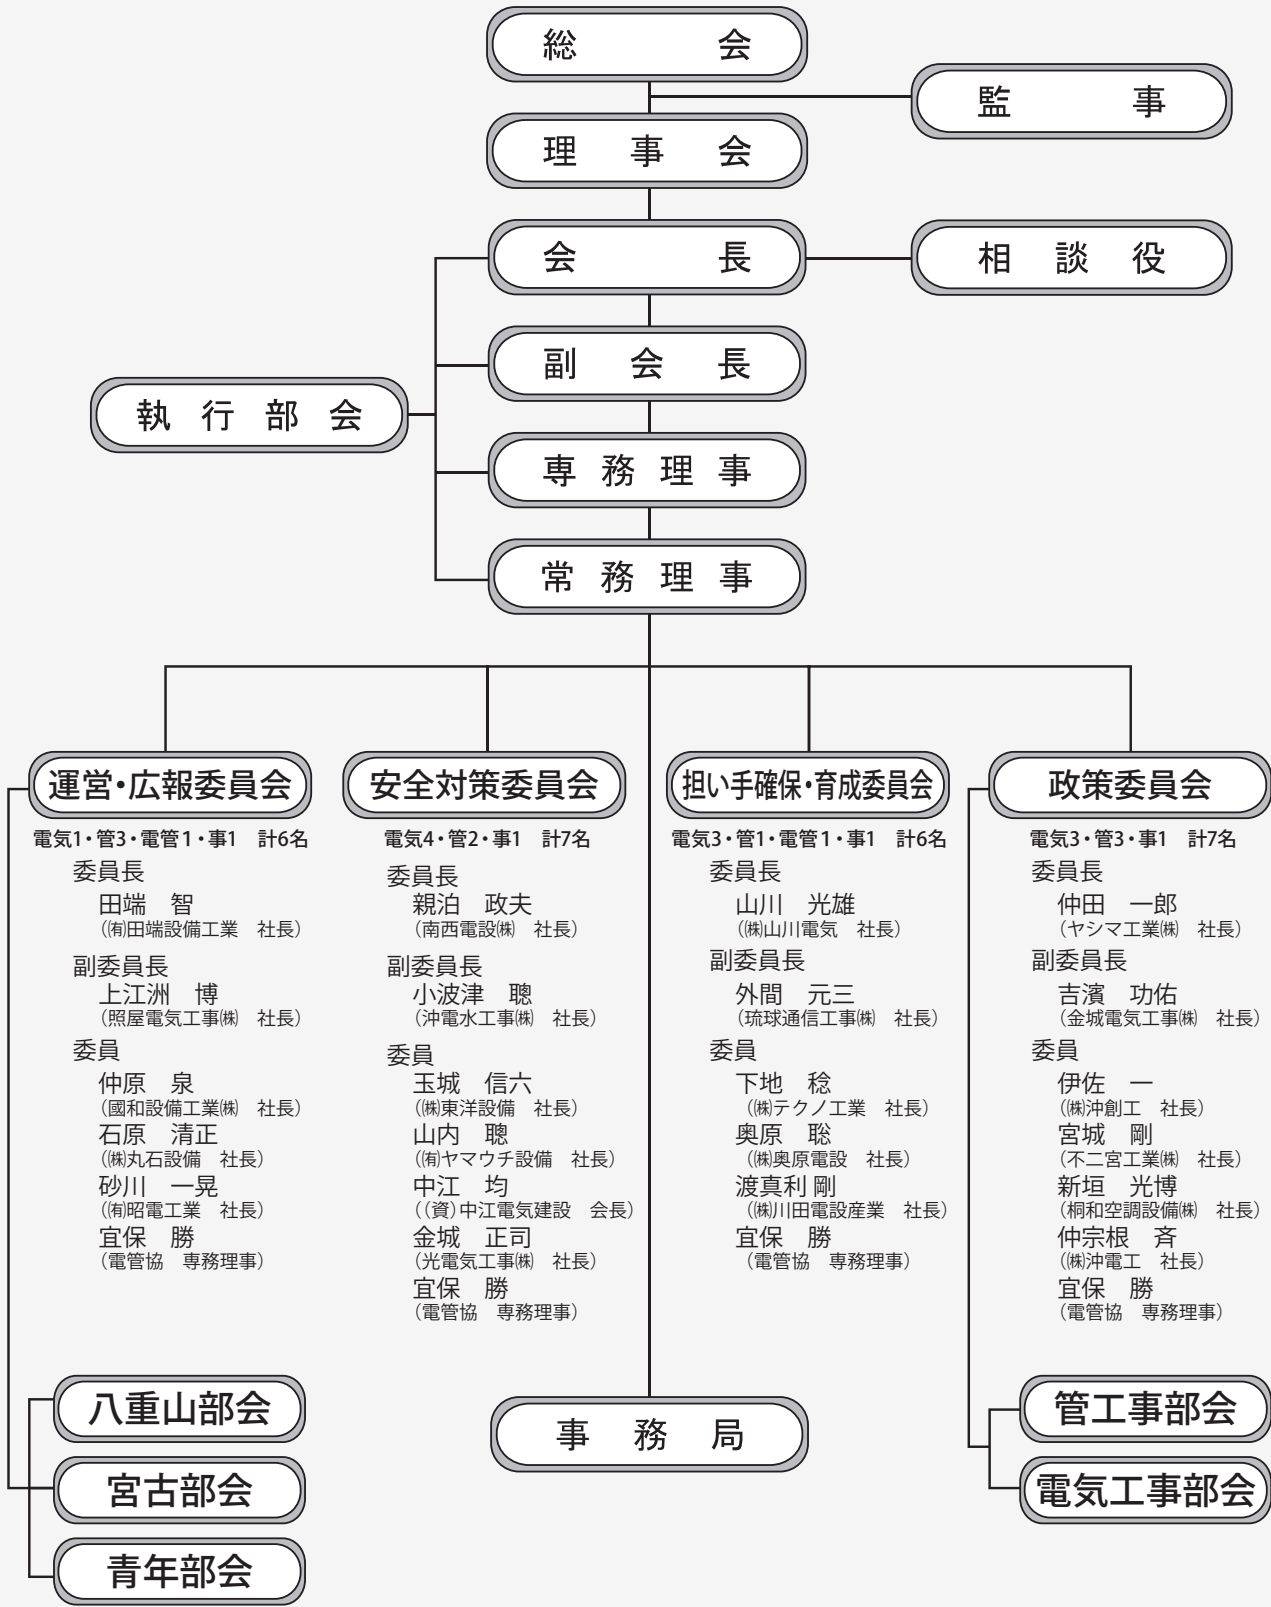 総会
監事
理事会
会長
相談役
副会長
執行部会
専務理事
常務理事
運営・広報委員会
電気1・管3・電管1・事1　計6名
委員長
田端　智
（㈲田端設備工業　社長）
副委員長
上江洲　博
（照屋電気工事㈱　社長）
委員
仲原　泉
（國和設備工業㈱　社長）
石原　清正
（㈱丸石設備　社長）
砂川　一晃
（㈲昭電工業　社長）
宜保　勝
（電管協　専務理事）
安全対策委員会
電気4・管2・事1　計7名
委員長
親泊　政夫
（南西電設㈱　社長）
副委員長
小波津　聰
（沖電水工事㈱　社長）
委員
玉城　信六
（㈱東洋設備　社長）
山内　聰
（㈲ヤマウチ設備　社長）
中江　均
（（資）中江電気建設　会長）
金城　正司
（光電気工事㈱　社長）
宜保　勝
（電管協　専務理事）
担い手確保・育成委員会
電気3・管1・電管1・事1　計6名
委員長
山川　光雄
（㈱山川電気　社長）
副委員長
外間　元三
（琉球通信工事㈱　社長）
委員
下地　稔
（㈱テクノ工業　社長）
奥原　聡
（㈱奥原電設　社長）
渡真利 剛
（㈱川田電設産業　社長）
宜保　勝
（電管協　専務理事）
政策委員会
電気3・管3・事1　計7名
委員長
仲田　一郎
（ヤシマ工業㈱　社長）
副委員長
吉濱　功佑
（金城電気工事㈱　社長）
委員
伊佐　一
（㈱沖創工　社長）
宮城　剛
（不二宮工業㈱　社長）
新垣　光博
（桐和空調設備㈱　社長）
仲宗根　斉
（㈱沖電工　社長）
宜保　勝
（電管協　専務理事）
八重山部会
宮古部会
青年部会
事務局
管工事部会
電気工事部会